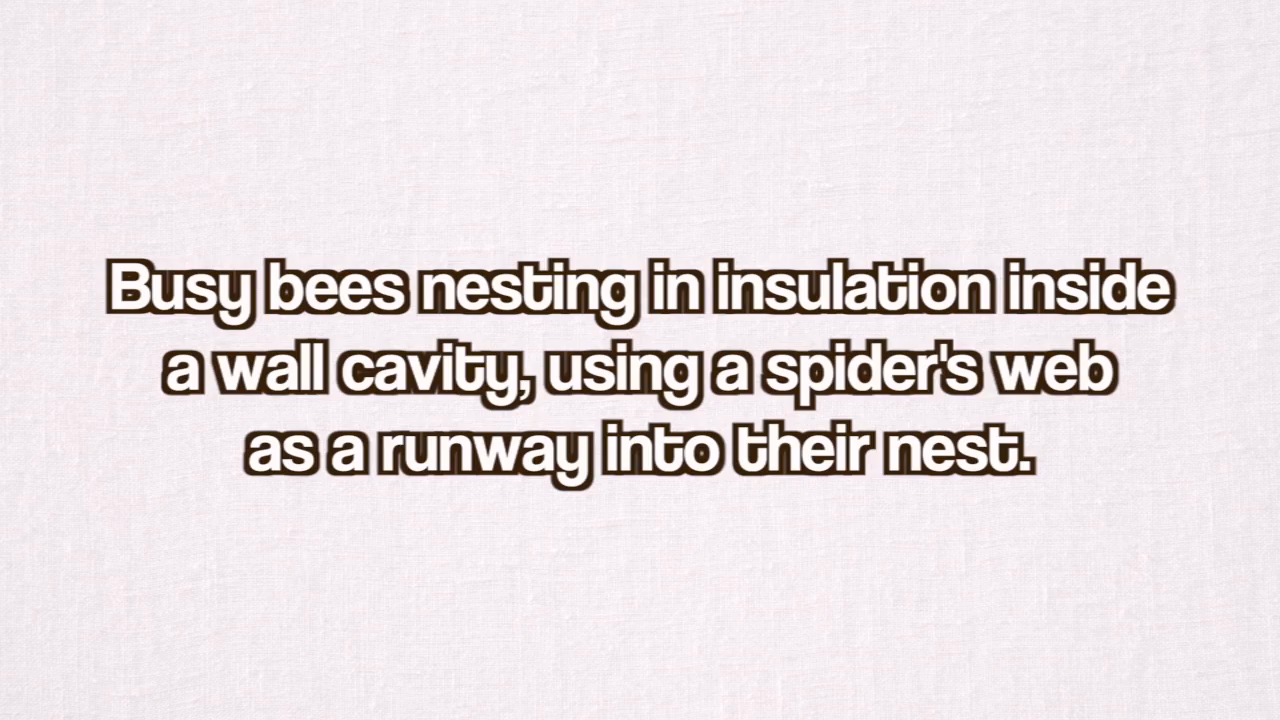 Busy bees nesting in insulation inside
a wall cavity, using a spider's web
as a runway into their nest.